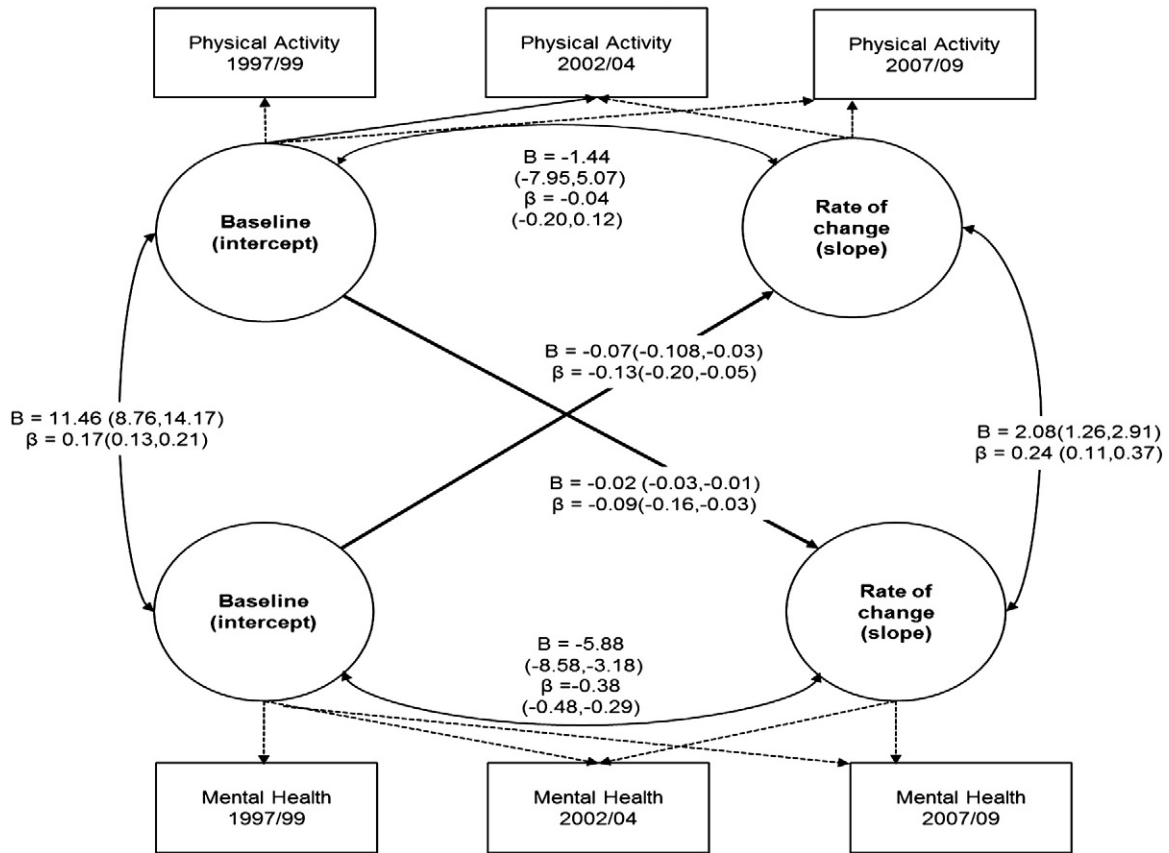 Physical Activity
1997/99
Physical Activity
2002/04
Physical Activity
2007/09
B = -1.44
(-7.95,5.07)
β = -0.04
(-0.20,0.12)
Baseline
(intercept)
Rate of
change
(slope)
B = -0.07(-0.108,-0.03)
β = -0.13(-0.20,-0.05)
B = 11.46 (8.76,14.17)
β = 0.17(0.13,0.21)
B = 2.08(1.26,2.91)
β = 0.24 (0.11,0.37)
B = -0.02 (-0.03,-0.01)
β = -0.09(-0.16,-0.03)
Baseline
(intercept)
Rate of
change
(slope)
B = -5.88
(-8.58,-3.18)
β =-0.38
(-0.48,-0.29)
Mental Health
1997/99
Mental Health
2002/04
Mental Health
2007/09